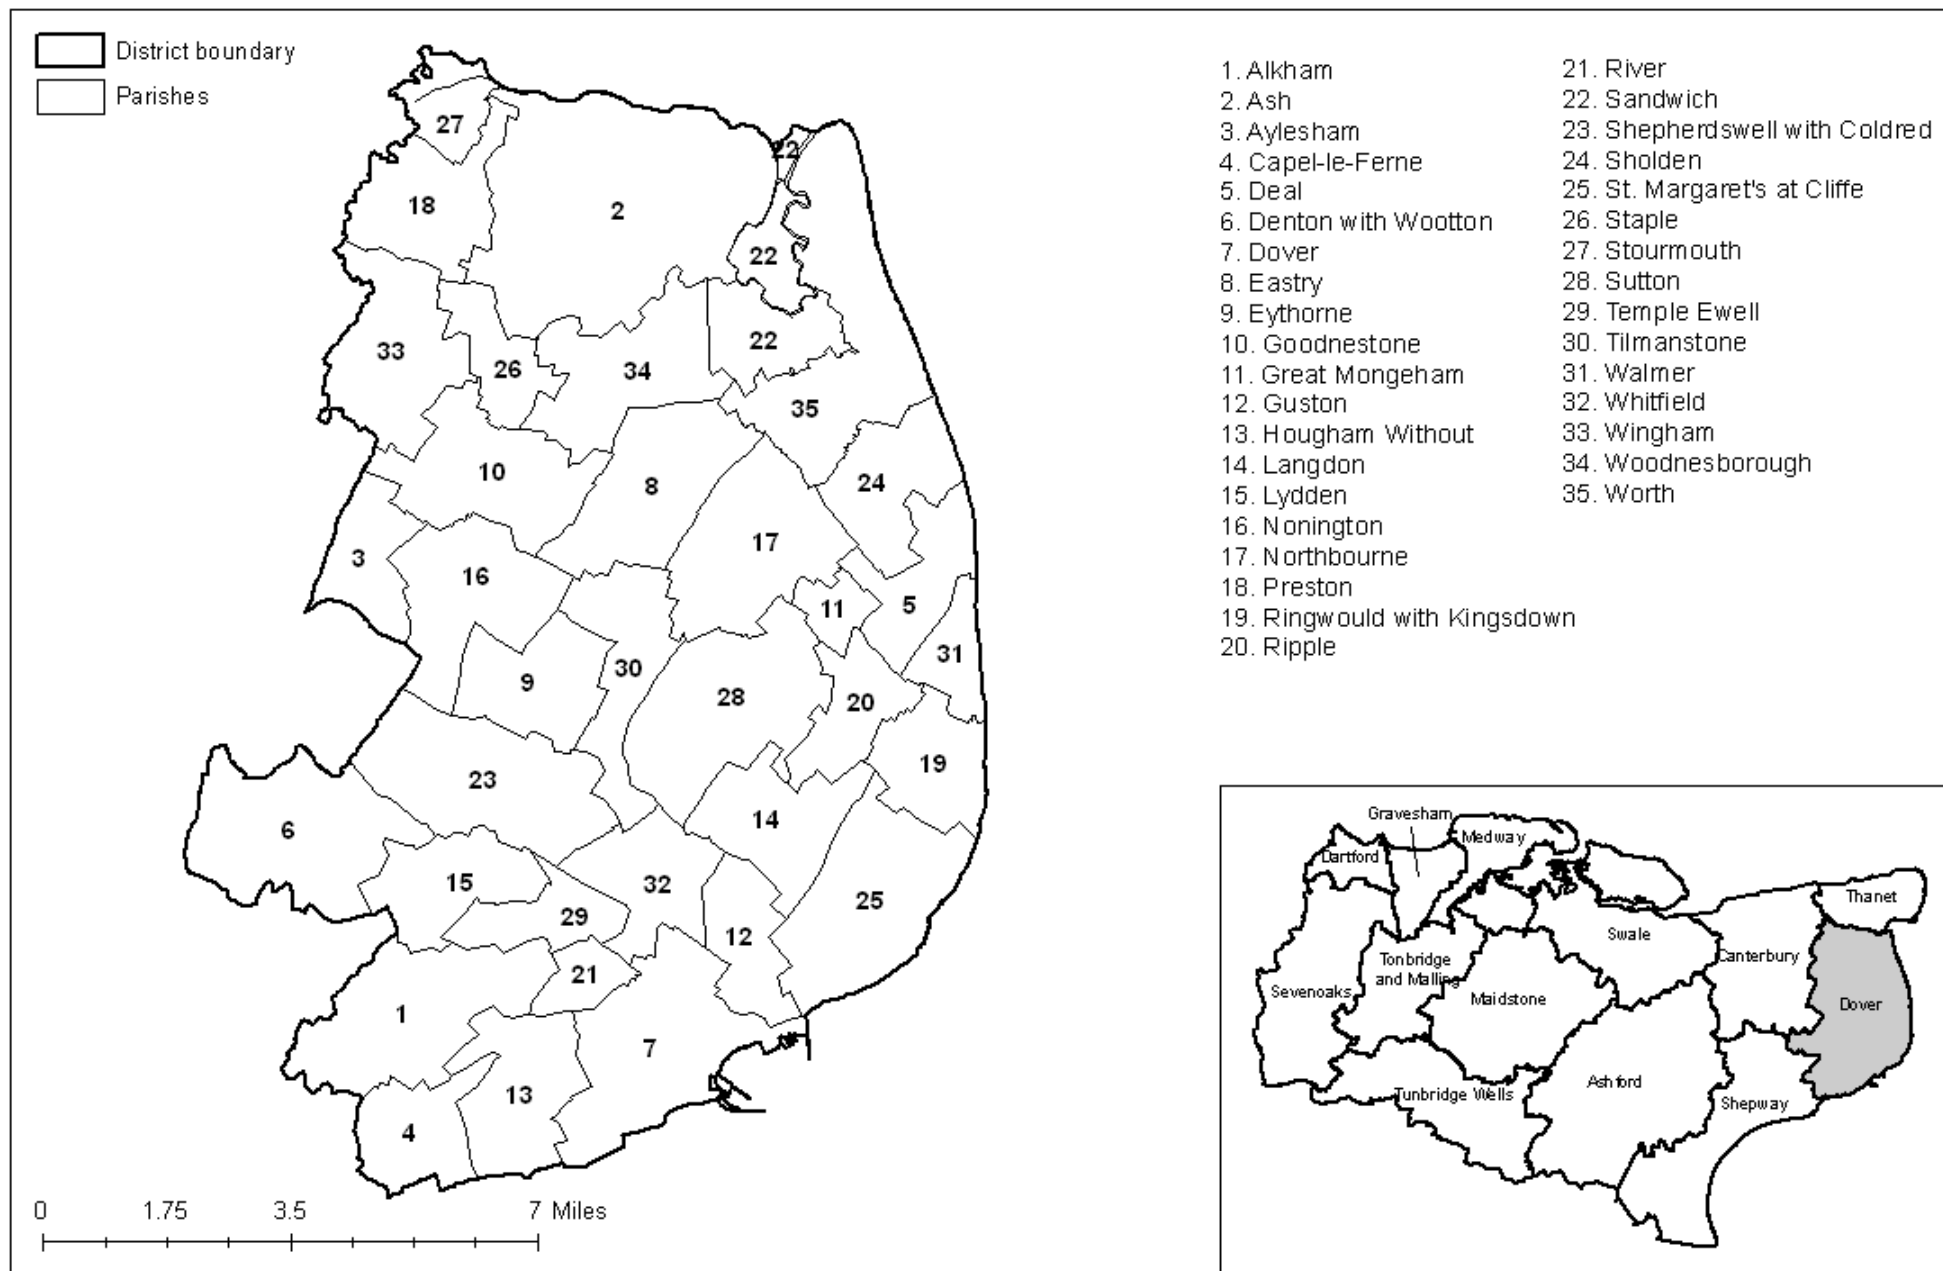 District boundary
Parishes
27
22
18
2
22
33
22
26
34
35
10
8
24
3
17
16
11
5
30
31
9
28
20
23
19
6
14
15
32
25
29
12
21
1
7
13
4
0 1.75 3.5 7 Miles
1. Alkham
2. Ash
3. Aylesham
4. Capel-le-Ferne
5. Deal
6. Denton with Wootton
7. Dover
8. Eastry
9. Eythorne
10. Goodnestone
11. Great Mongeham
12. Guston
13. Hougham Without
14. Langdon
15. Lydden
16. Nonington
17. Northbourne
18. Preston
19. Ringwould with Kingsdown
20. Ripple
21. River
22. Sandwich
23. Shepherdswell with Coldred
24. Sholden
25. St. Margaret's at Cliffe
26. Staple
27. Stourmouth
28. Sutton
29. Temple Ewell
30. Tilmanstone
31. Walmer
32. Whitfield
33. Wingham
34. Woodnesborough
35. Worth
Gravesham
Medway
Dartford
Thanet
Swale
Canterbury
Tonbridge
and Malling
Sevenoaks
Maidstone
Dover
Ashford
Tunbridge Wells
Shepway